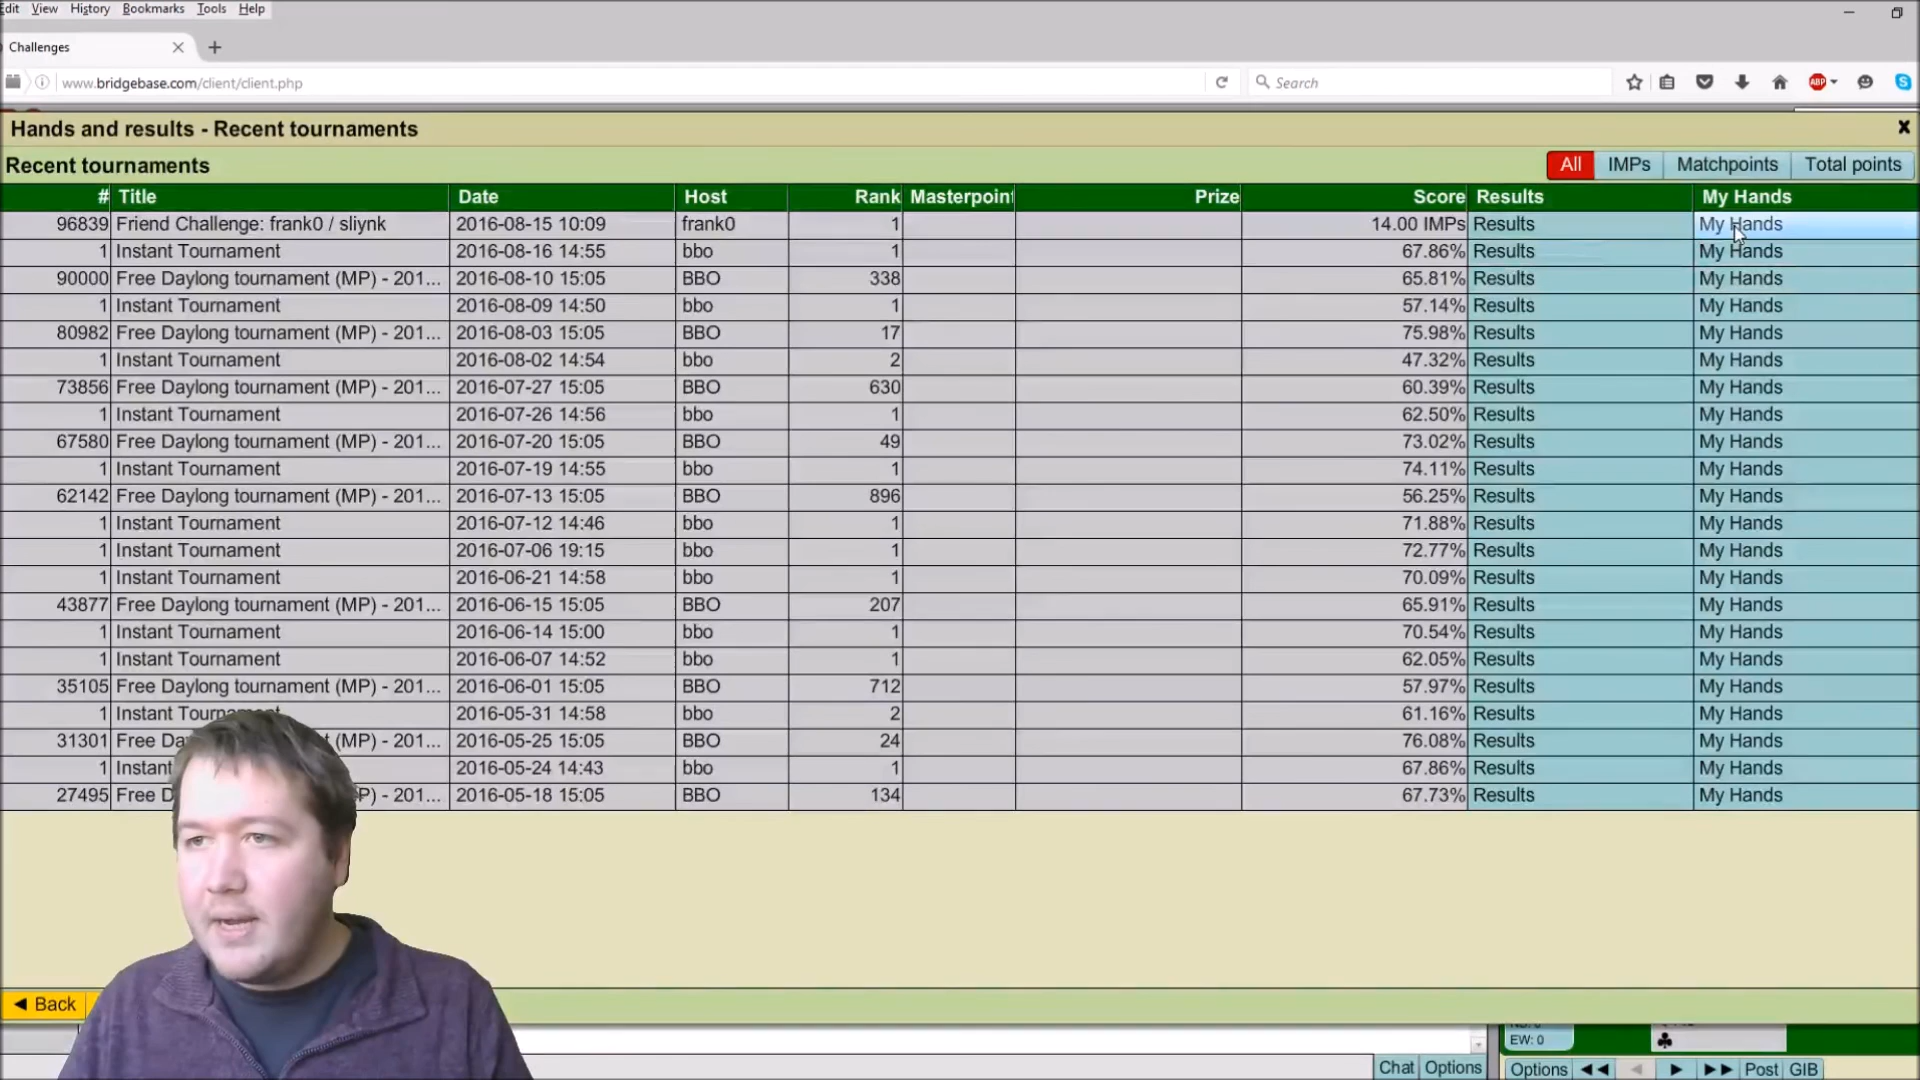 Edit View History Bookmarks Tools Help
Challenges
www.bridgebase.com/client/client.php
Search
ABP
Hands and results - Recent tournaments
Recent tournaments
All IMPs Matchpoints Total points
# Title Date Host Rank Masterpoint Prize Score Results My Hands
96839 Friend Challenge: frank0 / sliynk 2016-08-15 10:09 frank0 1 14.00 IMPs Results My Hands
1 Instant Tournament 2016-08-16 14:55 bbo 1 67.86% Results My Hands
90000 Free Daylong tournament (MP) - 201... 2016-08-10 15:05 BBO 338 65.81% Results My Hands
1 Instant Tournament 2016-08-09 14:50 bbo 1 57.14% Results My Hands
80982 Free Daylong tournament (MP) - 201... 2016-08-03 15:05 BBO 17 75.98% Results My Hands
1 Instant Tournament 2016-08-02 14:54 bbo 2 47.32% Results My Hands
73856 Free Daylong tournament (MP) - 201... 2016-07-27 15:05 BBO 630 60.39% Results My Hands
1 Instant Tournament 2016-07-26 14:56 bbo 1 62.50% Results My Hands
67580 Free Daylong tournament (MP) - 201... 2016-07-20 15:05 BBO 49 73.02% Results My Hands
1 Instant Tournament 2016-07-19 14:55 bbo 1 74.11% Results My Hands
62142 Free Daylong tournament (MP) - 201... 2016-07-13 15:05 BBO 896 56.25% Results My Hands
1 Instant Tournament 2016-07-12 14:46 bbo 1 71.88% Results My Hands
1 Instant Tournament 2016-07-06 19:15 bbo 1 72.77% Results My Hands
1 Instant Tournament 2016-06-21 14:58 bbo 1 70.09% Results My Hands
43877 Free Daylong tournament (MP) - 201... 2016-06-15 15:05 BBO 207 65.91% Results My Hands
1 Instant Tournament 2016-06-14 15:00 bbo 1 70.54% Results My Hands
1 Instant Tournament 2016-06-07 14:52 bbo 1 62.05% Results My Hands
35105 Free Daylong tournament (MP) - 201... 2016-06-01 15:05 BBO 712 57.97% Results My Hands
1 Instant Tourna 2016-05-31 14:58 bbo 2 61.16% Results My Hands
31301 Free Da t (MP) - 201... 2016-05-25 15:05 BBO 24 76.08% Results My Hands
1 Instant 2016-05-24 14:43 bbo 1 67.86% Results My Hands
27495 Free D P) - 201... 2016-05-18 15:05 BBO 134 67.73% Results My Hands
Back
EW: 0
Chat Options Options Post GIB